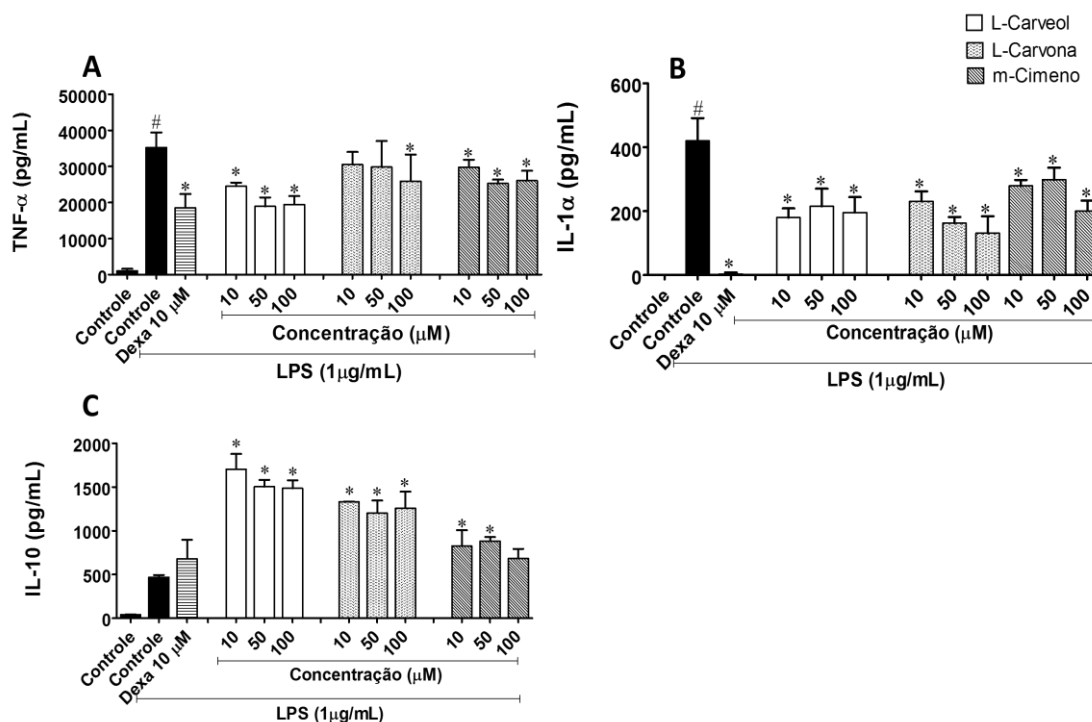 L-Carveol
L-Carvona
m-Cimeno
A
TNF-α (pg/mL)
50000
40000
30000
20000
10000
0
#
*
*
*
*
*
*
*
*
Controle
Controle
Dexa 10 μM
10
50
100
10
50
100
10
50
100
Concentração (μM)
LPS (1μg/mL)
B
IL-1α (pg/mL)
600
400
200
0
#
*
*
*
*
*
*
*
*
*
*
Controle
Controle
Dexa 10 μM
10
50
100
10
50
100
10
50
100
Concentração (μM)
LPS (1μg/mL)
C
IL-10 (pg/mL)
2000
1500
1000
500
0
*
*
*
*
*
*
*
*
Controle
Controle
Dexa 10 μM
10
50
100
10
50
100
10
50
100
Concentração (μM)
LPS (1μg/mL)